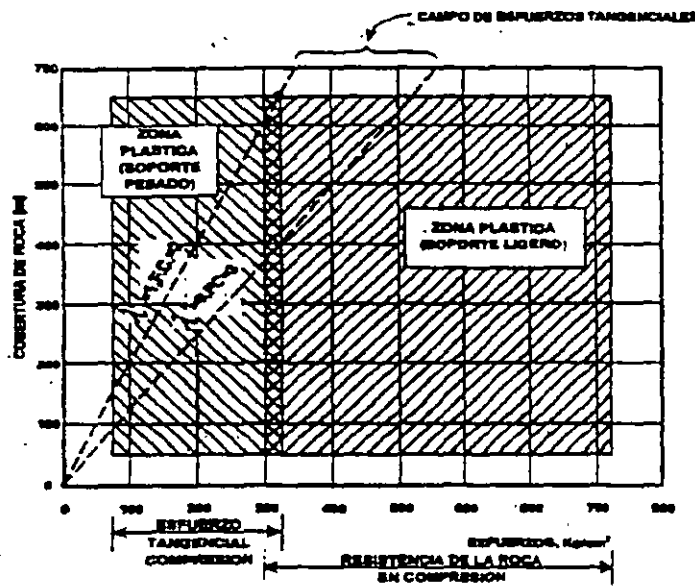 CAMPO DE ESFUERZOS TANGENCIALES
COBERTURA DE ROCA (m)
700
600
500
400
300
200
100
0
ZONA
PLASTICA
(SOPORTE
PESADO)
ZONA PLASTICA
(SOPORTE LIGERO)
0 100 200 300 400 500 600 700 800
ESFUERZO
TANGENCIAL
COMPRESION
ESFUERZOS,
RESISTENCIA DE LA ROCA
EN COMPRESION